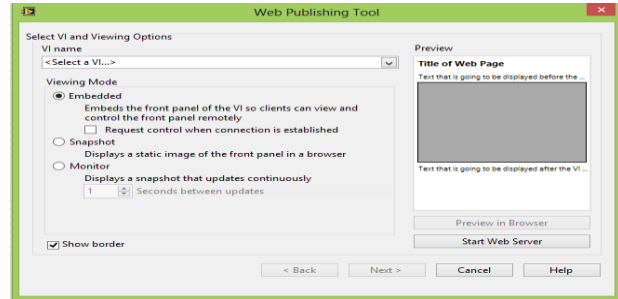 Web Publishing Tool
Select VI and Viewing Options
VI name
<Select a VI...>
Viewing Mode
Embedded
Embeds the front panel of the VI so clients can view and
control the front panel remotely
Request control when connection is established
Snapshot
Displays a static image of the front panel in a browser
Monitor
Displays a snapshot that updates continuously
1 Seconds between updates
Show border
Preview
Title of Web Page
Text that is going to be displayed before the ...
Text that is going to be displayed after the VI ...
Preview in Browser
Start Web Server
< Back Next > Cancel Help